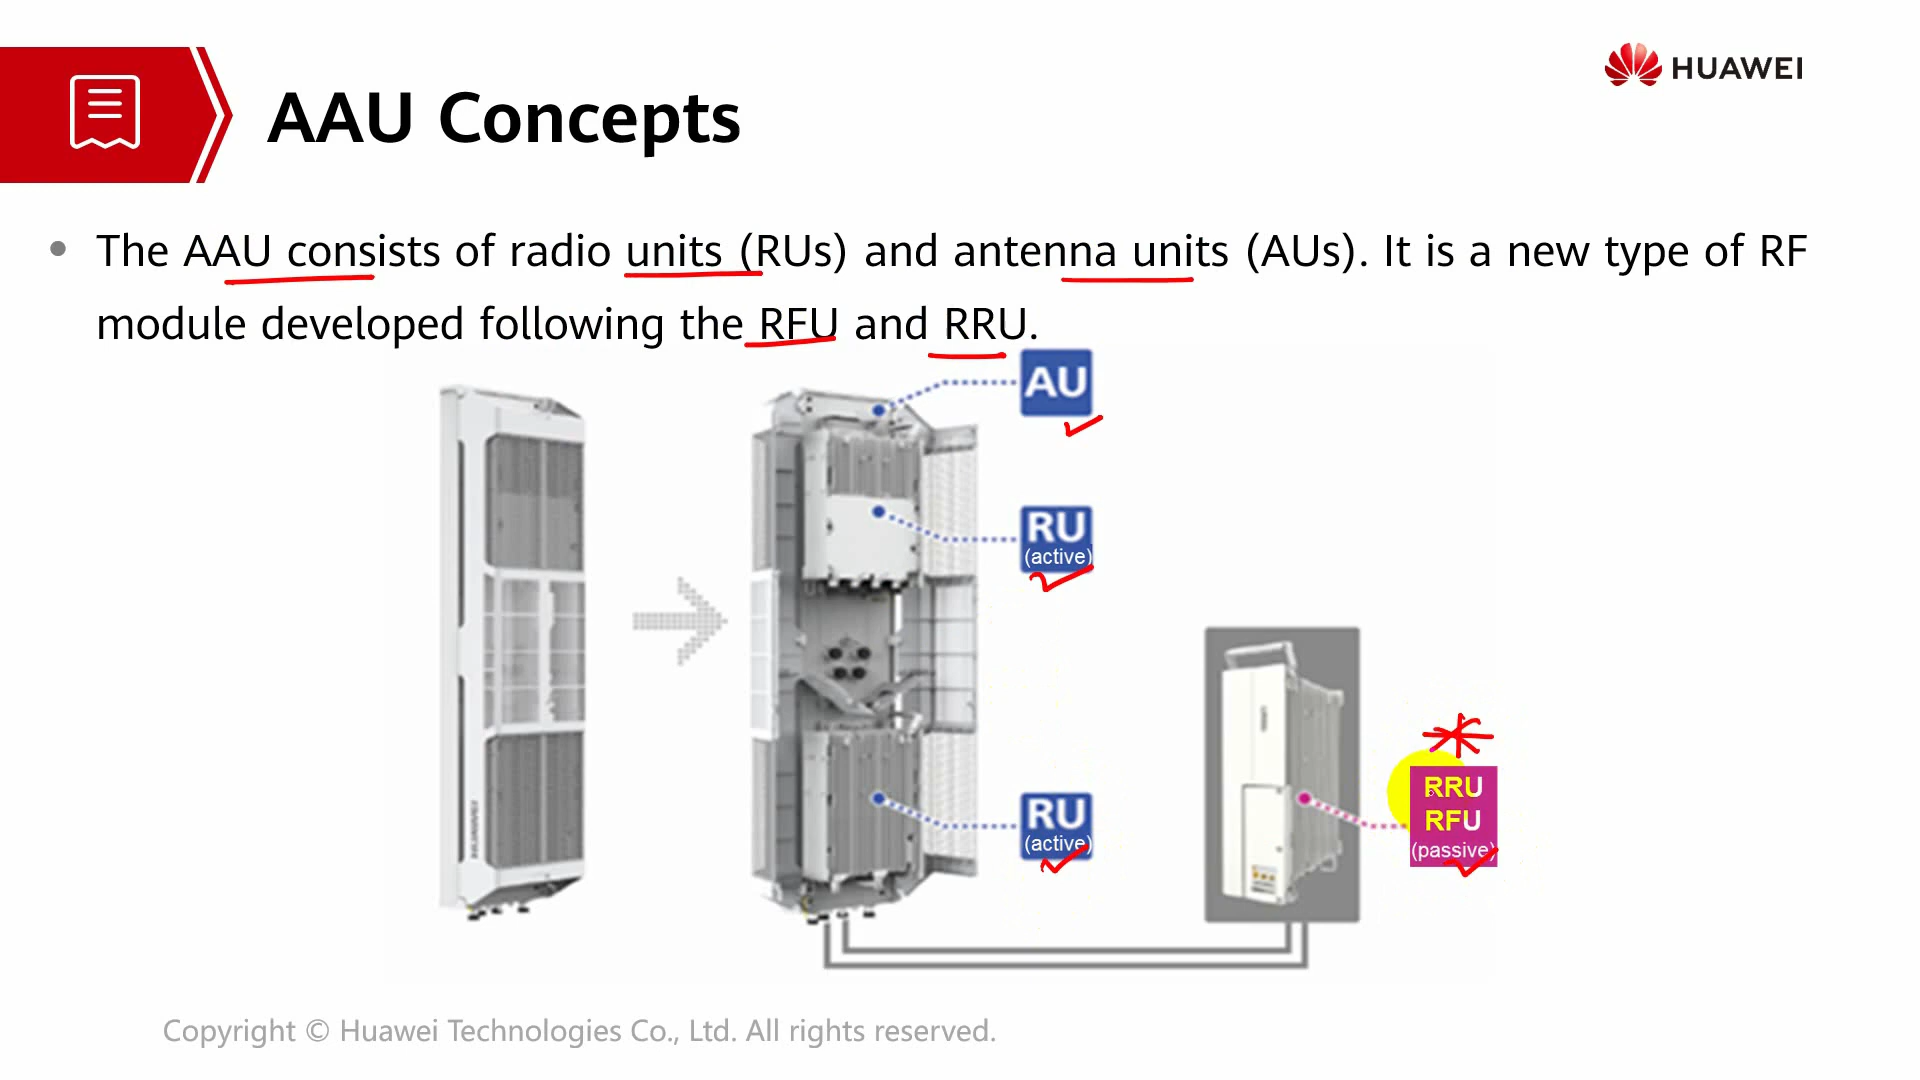 HUAWEI
AAU Concepts
• The AAU consists of radio units (RUs) and antenna units (AUs). It is a new type of RF
module developed following the RFU and RRU.
AU
RU
(active)
RU
(active)
RRU
RFU
(passive)
HUAWEI
Copyright © Huawei Technologies Co., Ltd. All rights reserved.